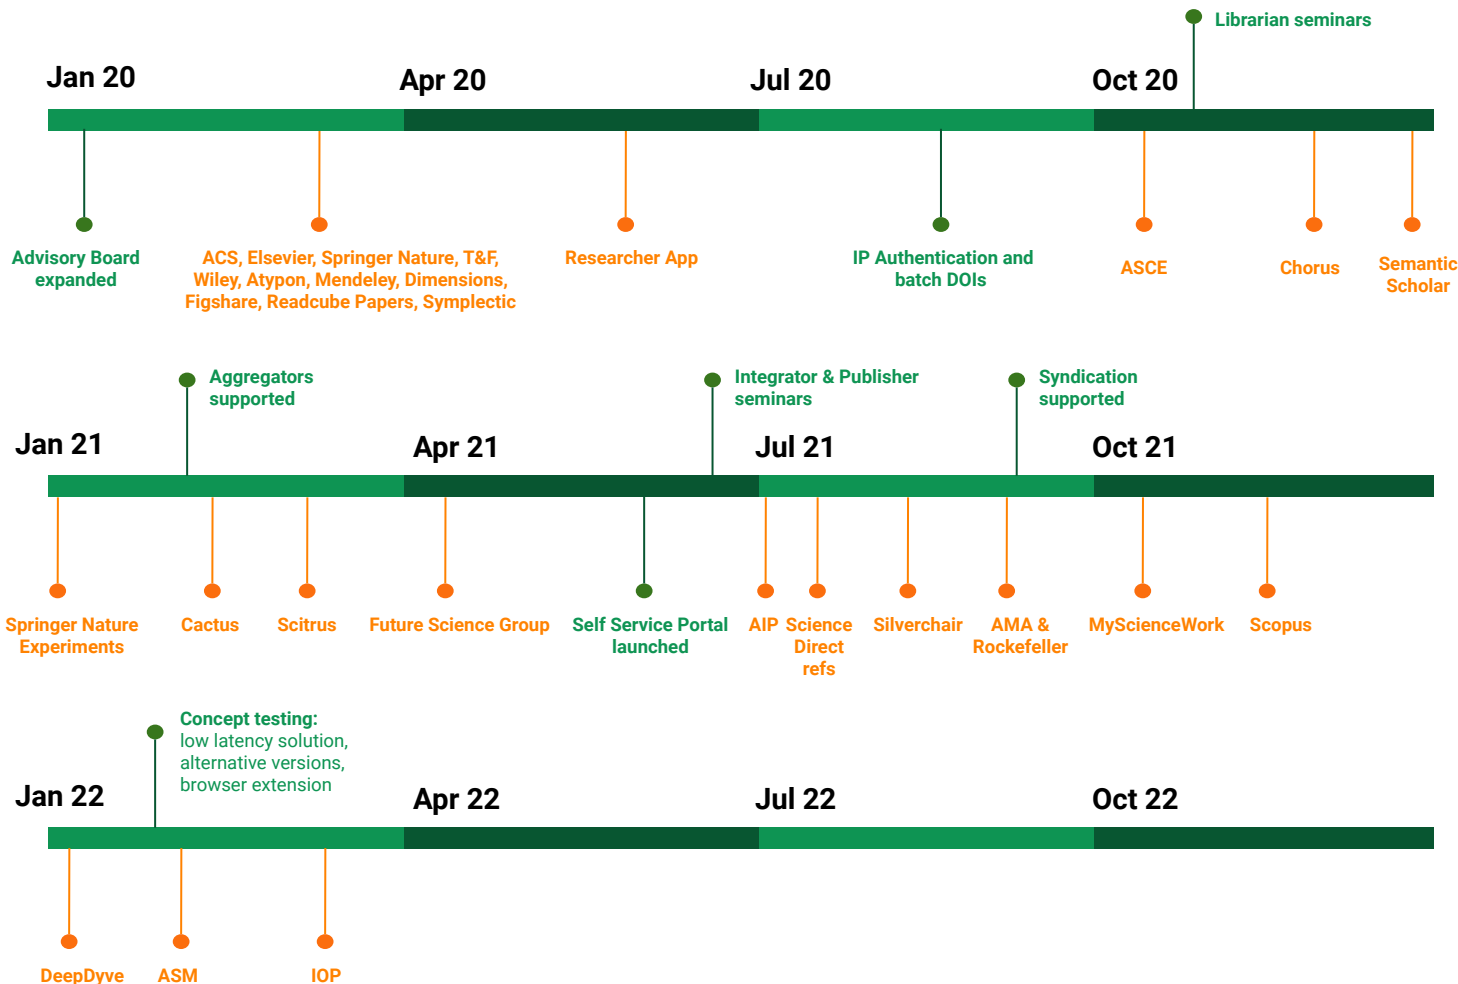 Librarian seminars
Jan 20
Apr 20
Jul 20
Oct 20
Advisory Board
expanded
ACS, Elsevier, Springer Nature, T&F,
Wiley, Atypon, Mendeley, Dimensions,
Figshare, Readcube Papers, Symplectic
Researcher App
IP Authentication and
batch DOIs
ASCE
Chorus
Semantic
Scholar
Aggregators
supported
Integrator & Publisher
seminars
Syndication
supported
Jan 21
Apr 21
Jul 21
Oct 21
Springer Nature
Experiments
Cactus
Scitrus
Future Science Group
Self Service Portal
launched
AIP
Science
Direct
refs
Silverchair
AMA &
Rockefeller
MyScienceWork
Scopus
Concept testing:
low latency solution,
alternative versions,
browser extension
Jan 22
Apr 22
Jul 22
Oct 22
DeepDyve
ASM
IOP